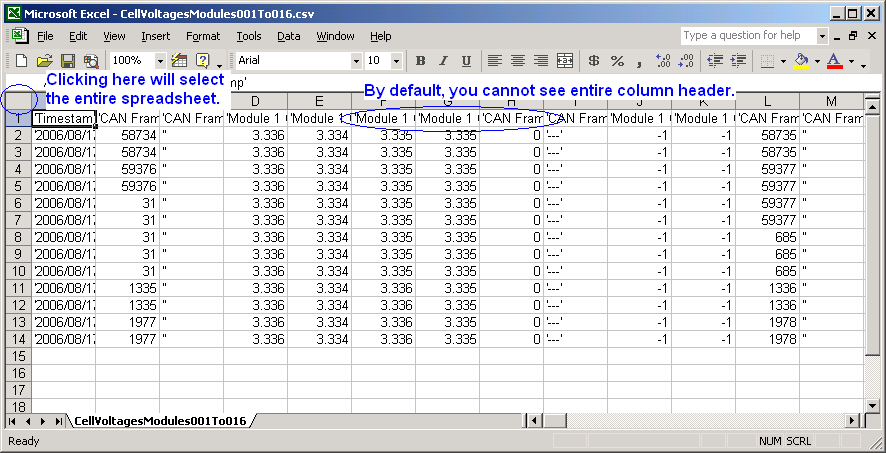 Microsoft Excel - CellVoltagesModules001To016.csv
File Edit View Insert Format Tools Data Window Help Type a question for help
100% Arial 10 B I U $ % ,
Clicking here will select
the entire spreadsheet.
mp'
By default, you cannot see entire column header.
D E F G H I J K L M
1 'Timestam 'CAN Fram 'CAN Fram 'Module 1 'Module 1 'Module 1 'Module 1 'CAN Fram 'CAN Fram 'Module 1 'Module 1 'CAN Fram 'CAN Fram
2 '2006/08/17 58734 '' 3.336 3.334 3.335 3.335 0 '---' -1 -1 58735 ''
3 '2006/08/17 58734 '' 3.336 3.334 3.335 3.335 0 '---' -1 -1 58735 ''
4 '2006/08/17 59376 '' 3.336 3.334 3.335 3.335 0 '---' -1 -1 59377 ''
5 '2006/08/17 59376 '' 3.336 3.334 3.335 3.335 0 '---' -1 -1 59377 ''
6 '2006/08/17 31 '' 3.336 3.334 3.335 3.335 0 '---' -1 -1 59377 ''
7 '2006/08/17 31 '' 3.336 3.334 3.335 3.335 0 '---' -1 -1 59377 ''
8 '2006/08/17 31 '' 3.336 3.334 3.335 3.335 0 '---' -1 -1 685 ''
9 '2006/08/17 31 '' 3.336 3.334 3.335 3.335 0 '---' -1 -1 685 ''
10 '2006/08/17 31 '' 3.336 3.334 3.335 3.335 0 '---' -1 -1 685 ''
11 '2006/08/17 1335 '' 3.336 3.334 3.336 3.335 0 '---' -1 -1 1336 ''
12 '2006/08/17 1335 '' 3.336 3.334 3.336 3.335 0 '---' -1 -1 1336 ''
13 '2006/08/17 1977 '' 3.336 3.334 3.336 3.335 0 '---' -1 -1 1978 ''
14 '2006/08/17 1977 '' 3.336 3.334 3.336 3.335 0 '---' -1 -1 1978 ''
15
16
17
18
CellVoltagesModules001To016
Ready NUM SCRL